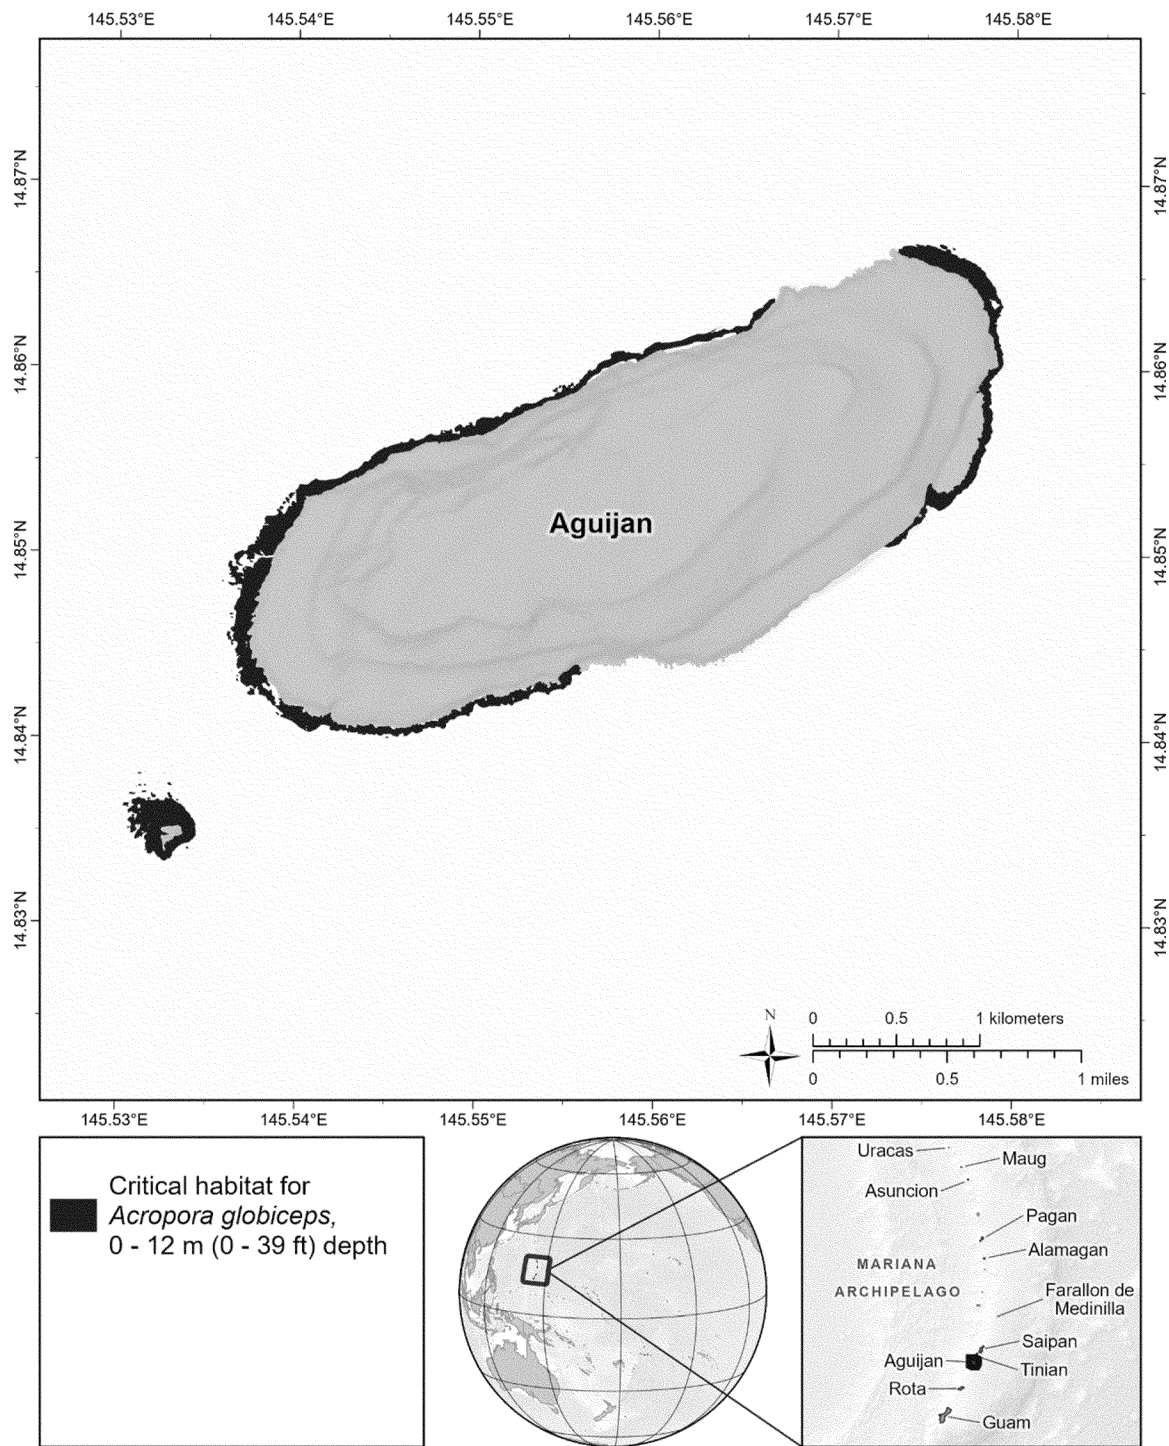 145.53°E 145.54°E 145.55°E 145.56°E 145.57°E 145.58°E
14.87°N 14.87°N
14.86°N 14.86°N
Aguijan
14.85°N 14.85°N
14.84°N 14.84°N
14.83°N 14.83°N
N
0 0.5 1 kilometers
0 0.5 1 miles
145.53°E 145.54°E 145.55°E 145.56°E 145.57°E 145.58°E
Critical habitat for
Acropora globiceps,
0 - 12 m (0 - 39 ft) depth
Uracas
Maug
Asuncion
Pagan
Alamagan
MARIANA
ARCHIPELAGO
Farallon de
Medinilla
Saipan
Aguijan
Tinian
Rota
Guam